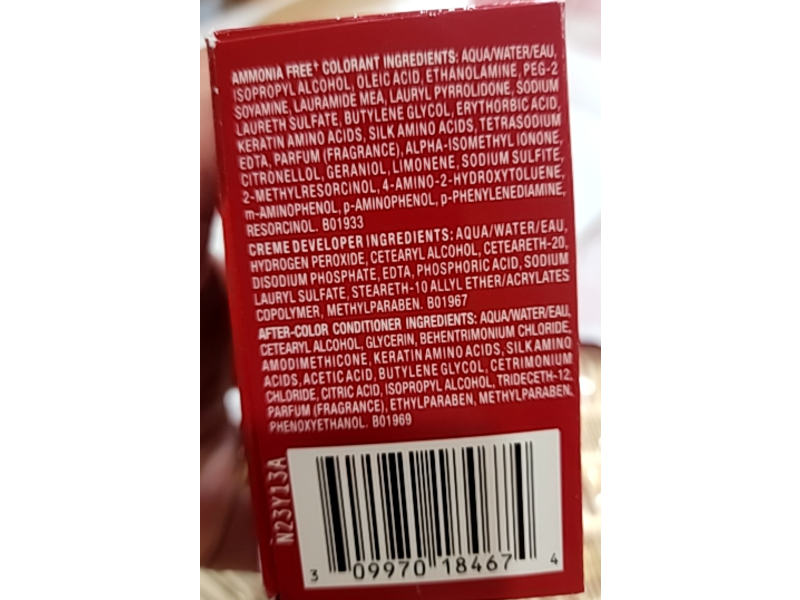 AMMONIA FREE† COLORANT INGREDIENTS: AQUA/WATER/EAU,
ISOPROPYL ALCOHOL, OLEIC ACID, ETHANOLAMINE, PEG-2
SOYAMINE, LAURAMIDE MEA, LAURYL PYRROLIDONE, SODIUM
LAURETH SULFATE, BUTYLENE GLYCOL, ERYTHORBIC ACID,
KERATIN AMINO ACIDS, SILK AMINO ACIDS, TETRASODIUM
EDTA, PARFUM (FRAGRANCE), ALPHA-ISOMETHYL IONONE,
CITRONELLOL, GERANIOL, LIMONENE, SODIUM SULFITE,
2-METHYLRESORCINOL, 4-AMINO-2-HYDROXYTOLUENE,
m-AMINOPHENOL, p-AMINOPHENOL, p-PHENYLENEDIAMINE,
RESORCINOL. B01933
CREME DEVELOPER INGREDIENTS: AQUA/WATER/EAU,
HYDROGEN PEROXIDE, CETEARYL ALCOHOL, CETEARETH-20,
DISODIUM PHOSPHATE, EDTA, PHOSPHORIC ACID, SODIUM
LAURYL SULFATE, STEARETH-10 ALLYL ETHER/ACRYLATES
COPOLYMER, METHYLPARABEN. B01967
AFTER-COLOR CONDITIONER INGREDIENTS: AQUA/WATER/EAU,
CETEARYL ALCOHOL, GLYCERIN, BEHENTRIMONIUM CHLORIDE,
AMODIMETHICONE, KERATIN AMINO ACIDS, SILK AMINO
ACIDS, ACETIC ACID, BUTYLENE GLYCOL, CETRIMONIUM
CHLORIDE, CITRIC ACID, ISOPROPYL ALCOHOL, TRIDECETH-12,
PARFUM (FRAGRANCE), ETHYLPARABEN, METHYLPARABEN,
PHENOXYETHANOL. B01969
N23Y13A
3 09970 18467 4